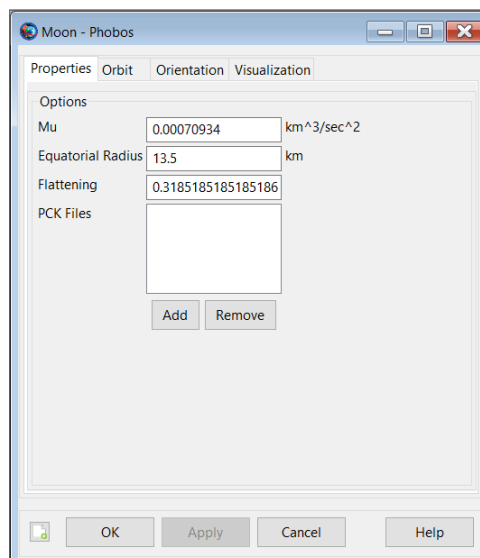 Moon - Phobos
Properties Orbit Orientation Visualization
Options
Mu 0.00070934 km^3/sec^2
Equatorial Radius 13.5 km
Flattening 0.3185185185185186
PCK Files
Add Remove
OK Apply Cancel Help